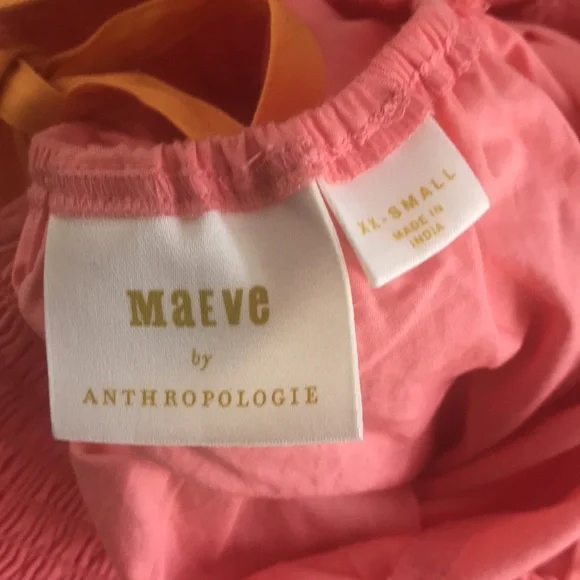 MaEVe
by
ANTHROPOLOGIE
XX-SMALL
MADE IN
INDIA